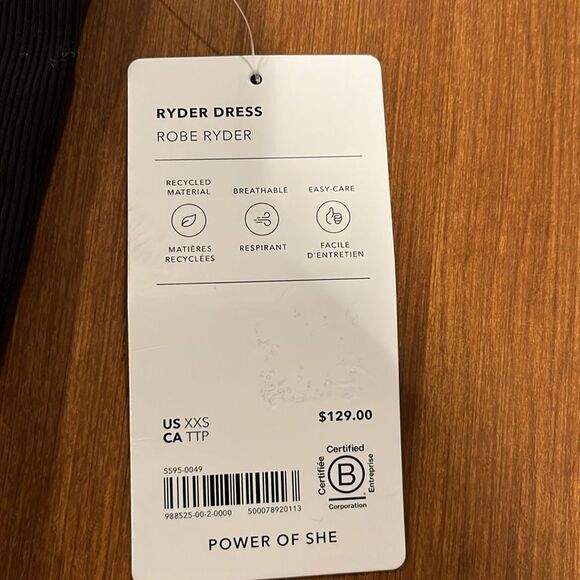 RYDER DRESS
ROBE RYDER
RECYCLED MATERIAL
BREATHABLE
EASY-CARE
MATIÈRES RECYCLÉES
RESPIRANT
FACILE D'ENTRETIEN
US XXS
CA TTP
$129.00
S595-0049
988525-00-2-0000 500078920113
Certified
Certifiée
B
Entreprise
Corporation
POWER OF SHE